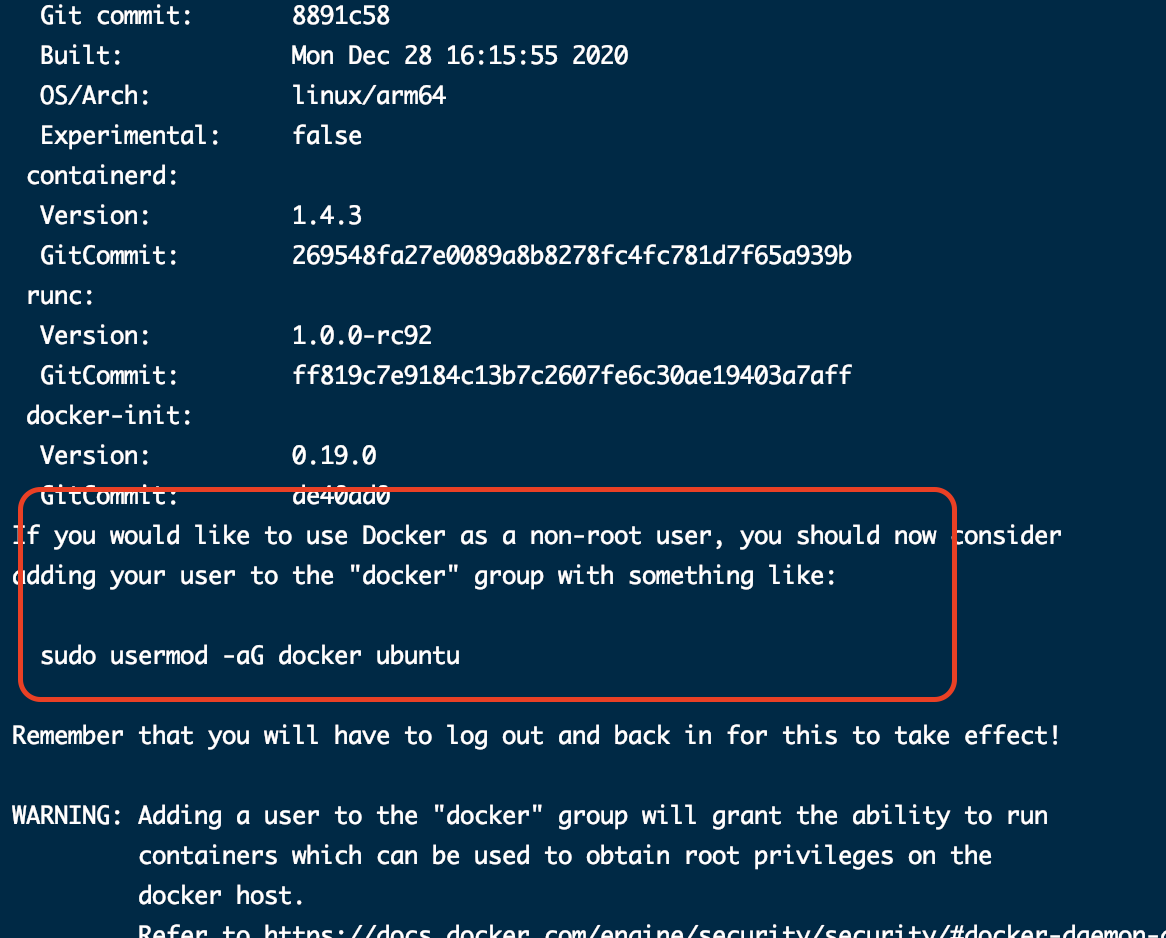 Git commit: 8891c58
Built: Mon Dec 28 16:15:55 2020
OS/Arch: linux/arm64
Experimental: false
containerd:
Version: 1.4.3
GitCommit: 269548fa27e0089a8b8278fc4fc781d7f65a939b
runc:
Version: 1.0.0-rc92
GitCommit: ff819c7e9184c13b7c2607fe6c30ae19403a7aff
docker-init:
Version: 0.19.0
GitCommit: de40ad0
If you would like to use Docker as a non-root user, you should now consider
adding your user to the "docker" group with something like:
sudo usermod -aG docker ubuntu
Remember that you will have to log out and back in for this to take effect!
WARNING: Adding a user to the "docker" group will grant the ability to run
containers which can be used to obtain root privileges on the
docker host.
Refer to https://docs.docker.com/engine/security/security/#docker-daemon-